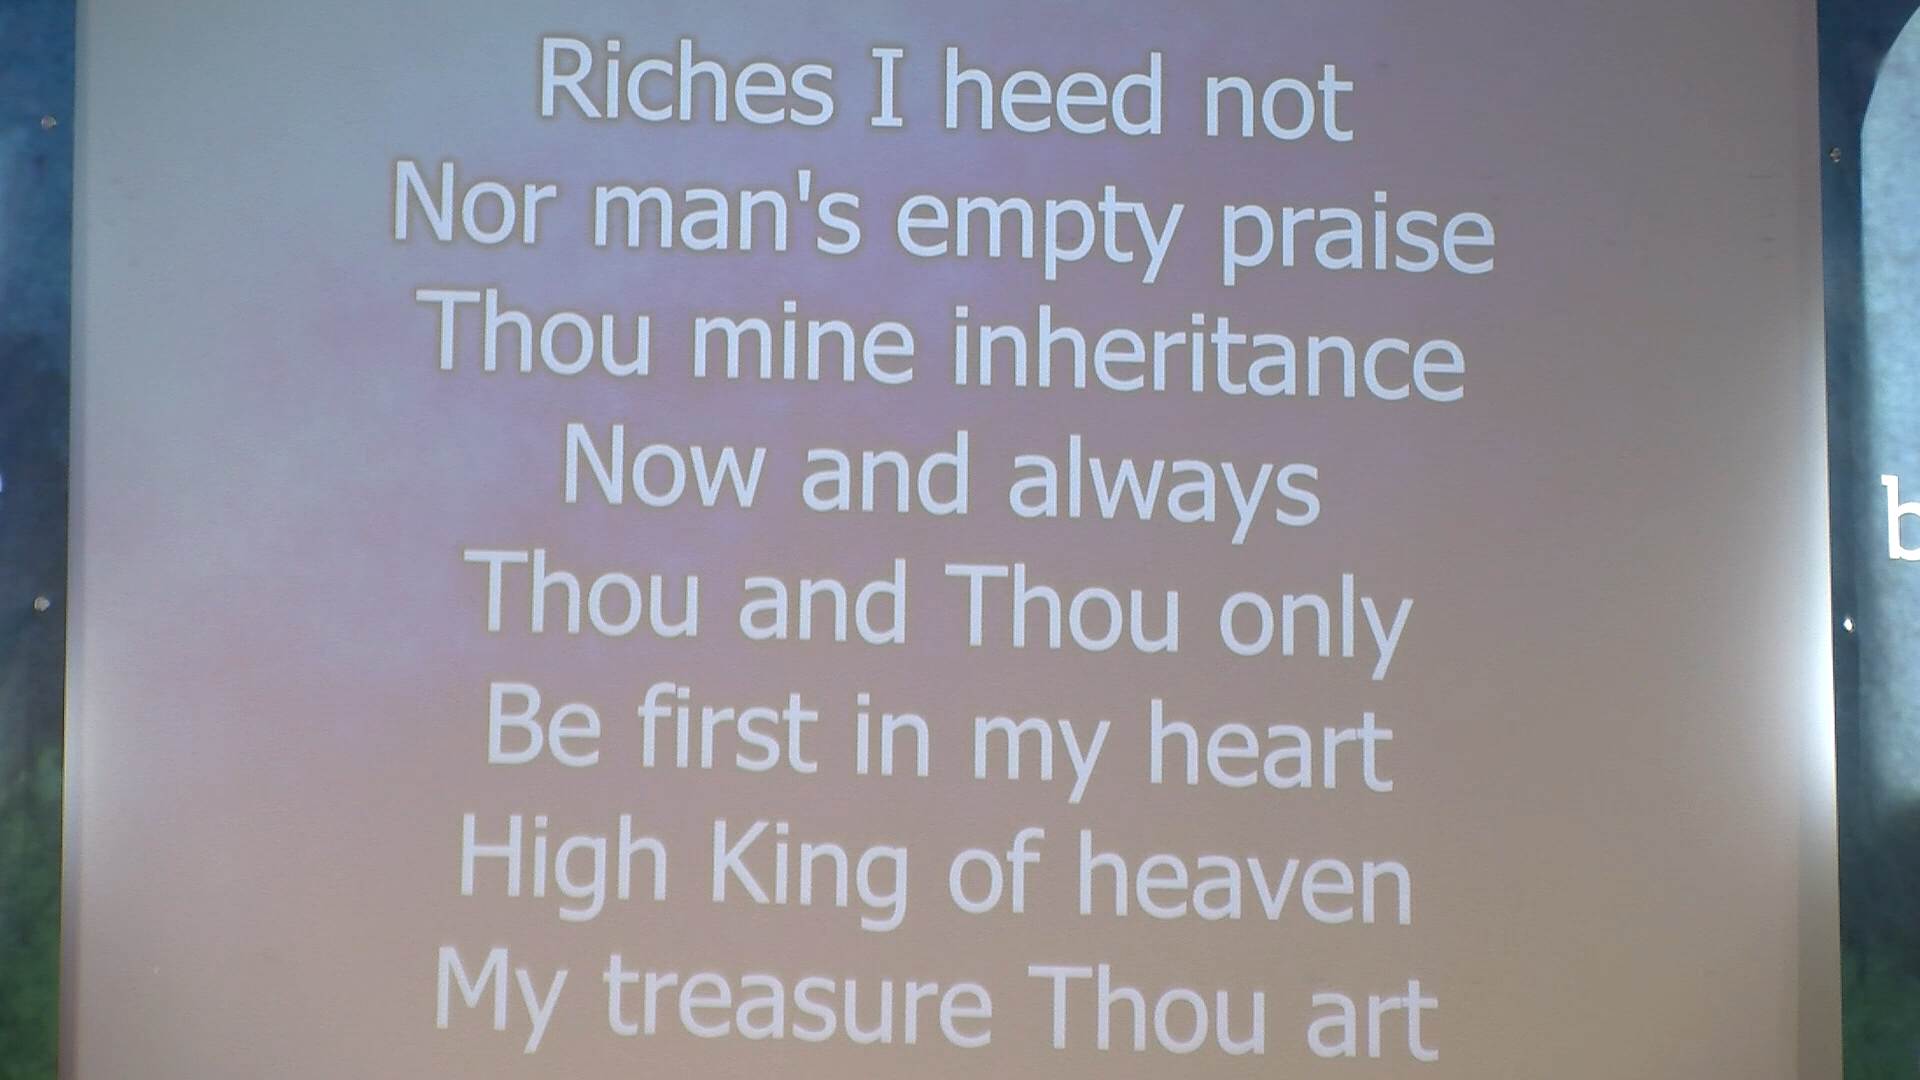 Riches I heed not
Nor man's empty praise
Thou mine inheritance
Now and always
Thou and Thou only
Be first in my heart
High King of heaven
My treasure Thou art